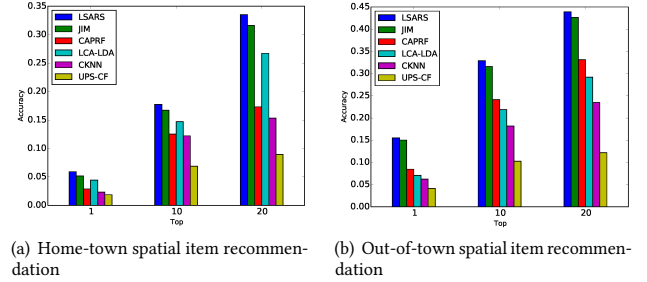 0.35
0.30
0.25
0.20
0.15
0.10
0.05
0.00
Accuracy
LSARS
JIM
CAPRF
LCA-LDA
CKNN
UPS-CF
1 10 20
Top
(a) Home-town spatial item recommen-
dation
0.45
0.40
0.35
0.30
0.25
0.20
0.15
0.10
0.05
0.00
Accuracy
LSARS
JIM
CAPRF
LCA-LDA
CKNN
UPS-CF
1 10 20
Top
(b) Out-of-town spatial item recommen-
dation